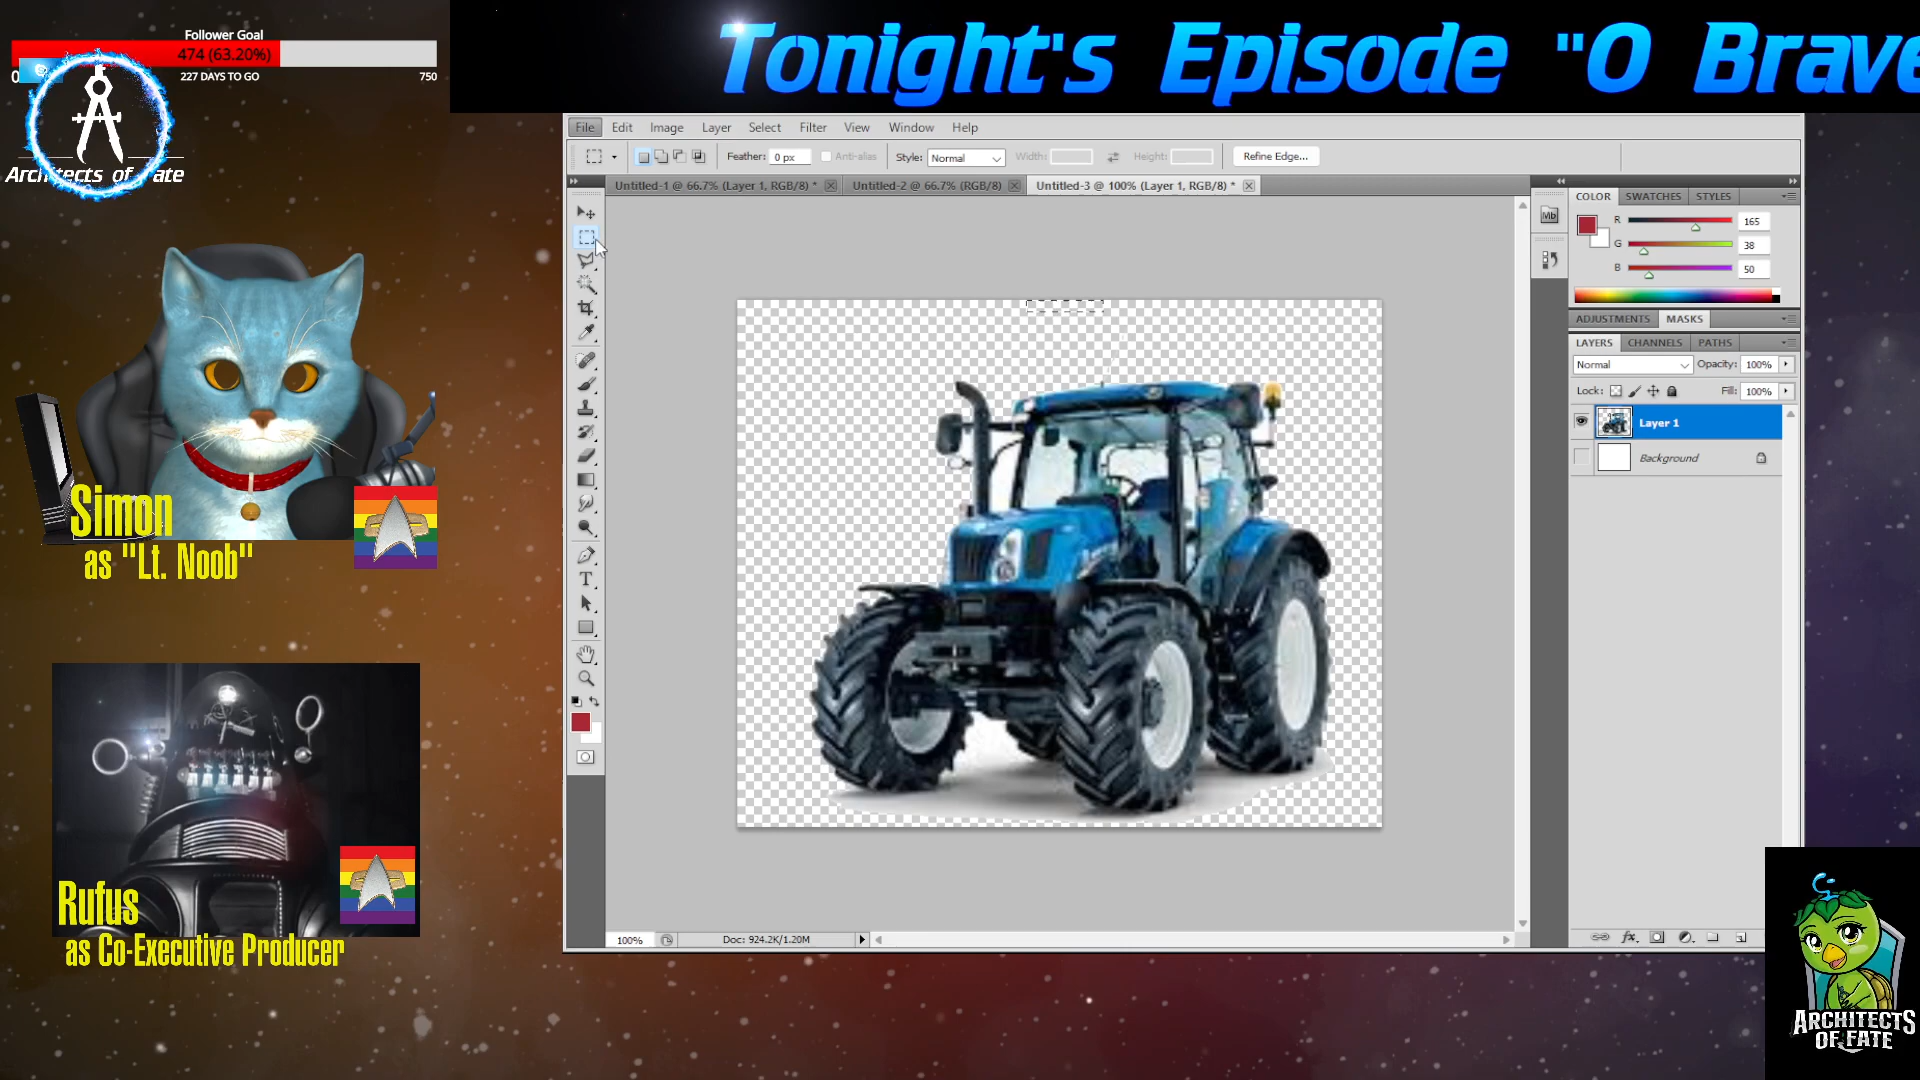 Follower Goal
474 (63.20%)
0
227 DAYS TO GO
750
Architects of Fate
Tonight's Episode "O Brave
File Edit Image Layer Select Filter View Window Help
Feather: 0 px Anti-alias Style: Normal Width: Height: Refine Edge...
Untitled-1 @ 66.7% (Layer 1, RGB/8) * Untitled-2 @ 66.7% (RGB/8) Untitled-3 @ 100% (Layer 1, RGB/8) *
Mb
COLOR SWATCHES STYLES
R 165
G 38
B 50
ADJUSTMENTS MASKS
LAYERS CHANNELS PATHS
Normal Opacity: 100%
Lock: Fill: 100%
Layer 1
Background
T
Simon
as "Lt. Noob"
Rufus
as Co-Executive Producer
100% Doc: 924.2K/1.20M
fx
ARCHITECTS
OF FATE